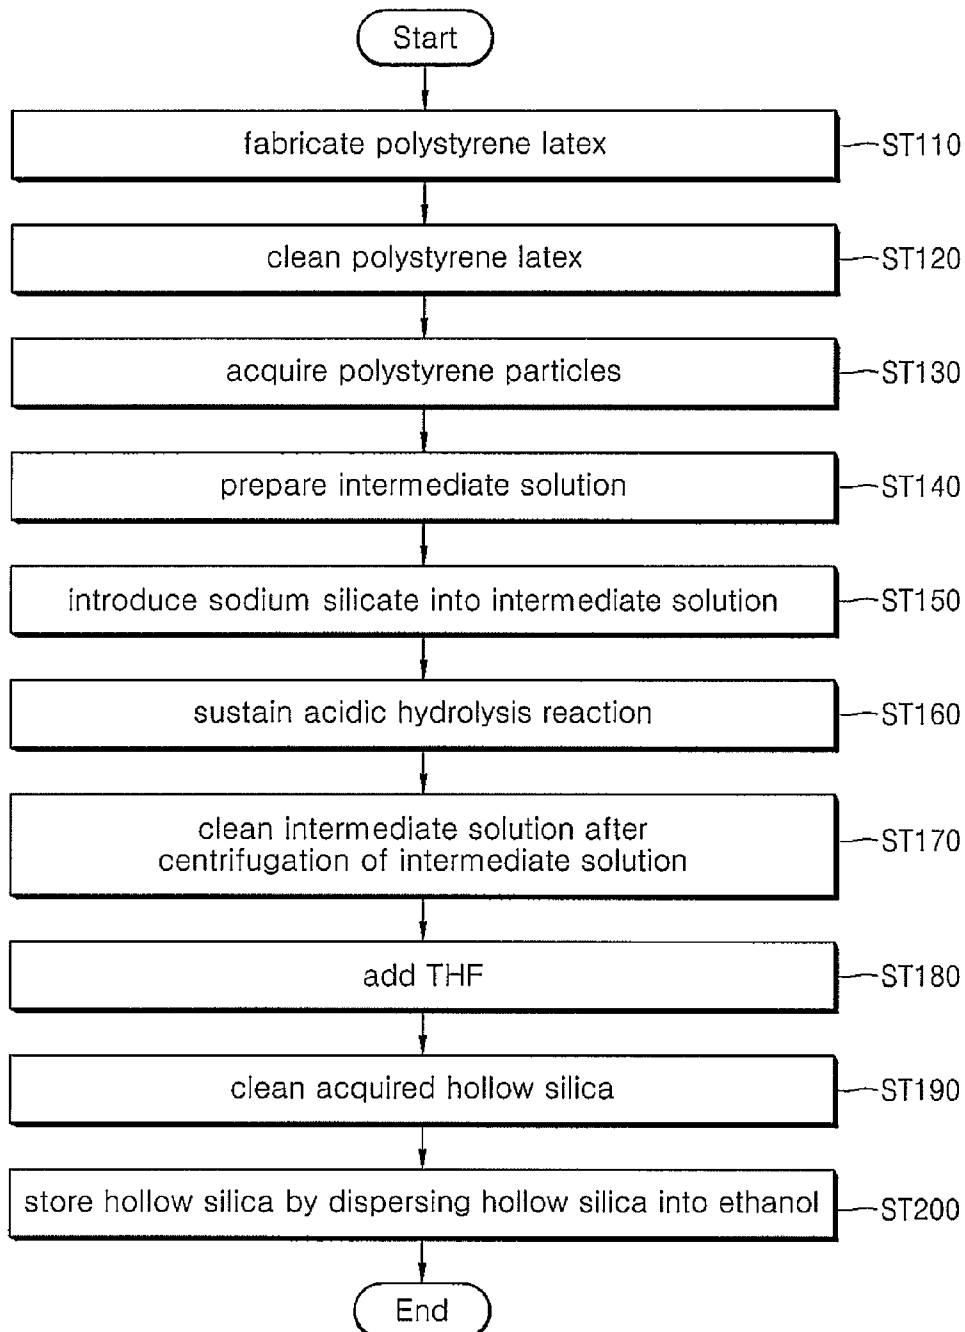 Start
fabricate polystyrene latex
ST110
clean polystyrene latex
ST120
acquire polystyrene particles
ST130
prepare intermediate solution
ST140
introduce sodium silicate into intermediate solution
ST150
sustain acidic hydrolysis reaction
ST160
clean intermediate solution after
centrifugation of intermediate solution
ST170
add THF
ST180
clean acquired hollow silica
ST190
store hollow silica by dispersing hollow silica into ethanol
ST200
End